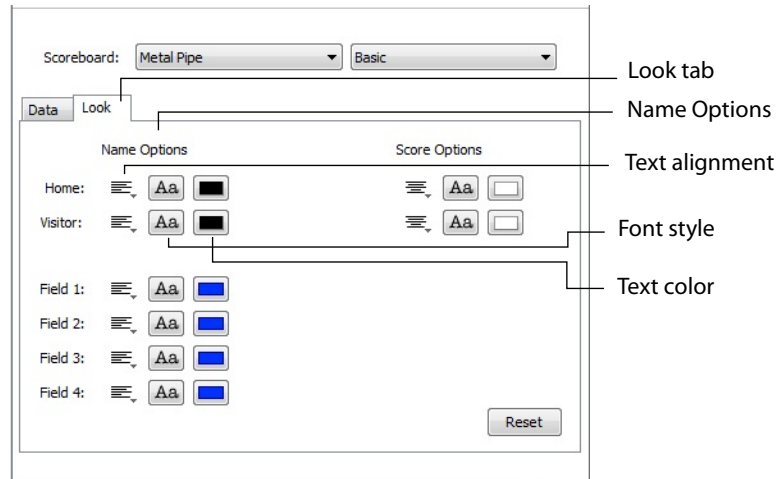 Scoreboard: Metal Pipe Basic
Look tab
Data Look
Name Options
Name Options Score Options
Text alignment
Home: Aa Aa
Visitor: Aa Aa
Font style
Text color
Field 1: Aa
Field 2: Aa
Field 3: Aa
Field 4: Aa
Reset